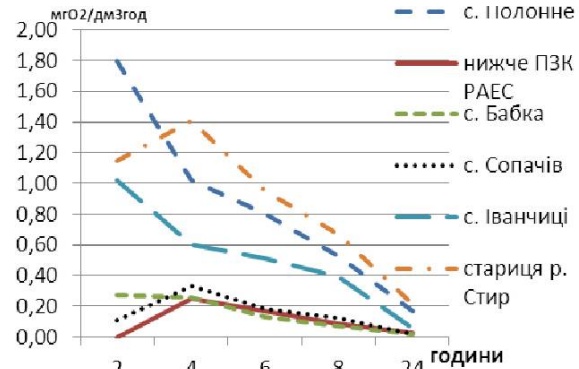 мгО2/дм3год
2,00
1,80
1,60
1,40
1,20
1,00
0,80
0,60
0,40
0,20
0,00
2 4 6 8 24
години
с. Полонне
нижче ПЗК
РАЕС
с. Бабка
с. Сопачів
с. Іванчиці
стариця р.
Стир